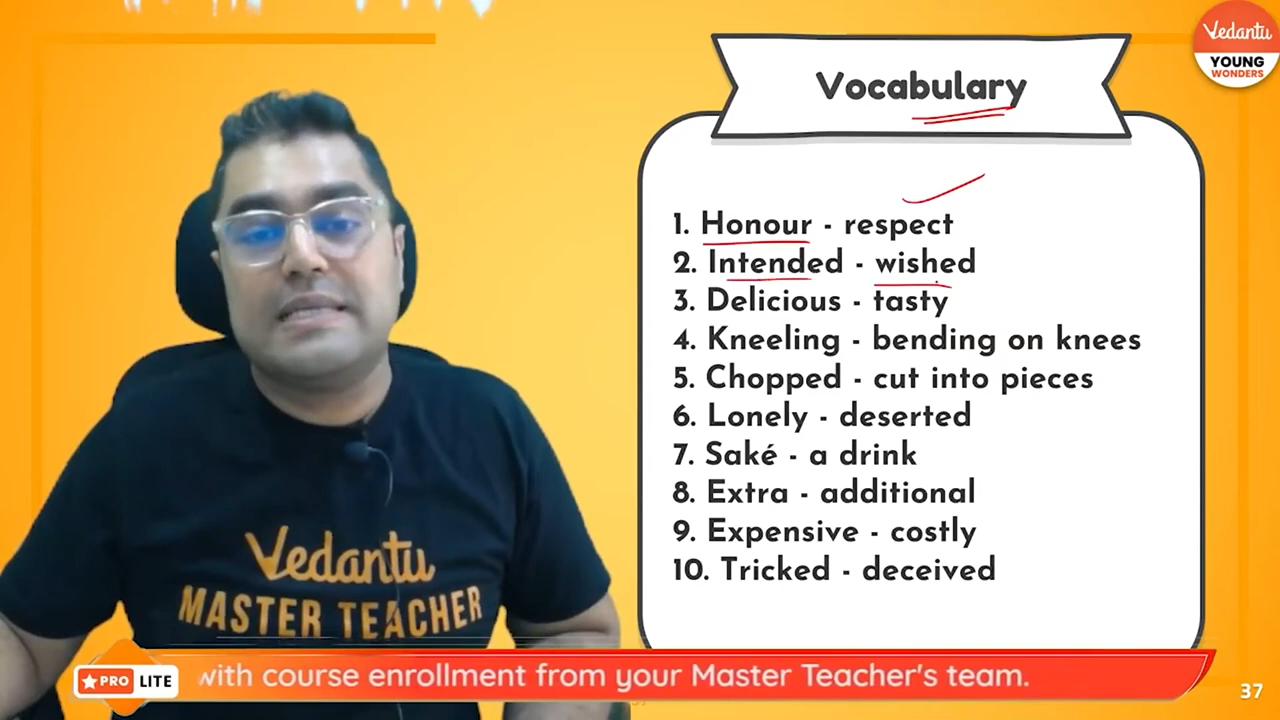 Vedantu
YOUNG
WONDERS
Vocabulary
1. Honour - respect
2. Intended - wished
3. Delicious - tasty
4. Kneeling - bending on knees
5. Chopped - cut into pieces
6. Lonely - deserted
7. Saké - a drink
8. Extra - additional
9. Expensive - costly
10. Tricked - deceived
Vedantu
MASTER TEACHER
PRO LITE
with course enrollment from your Master Teacher's team.
37